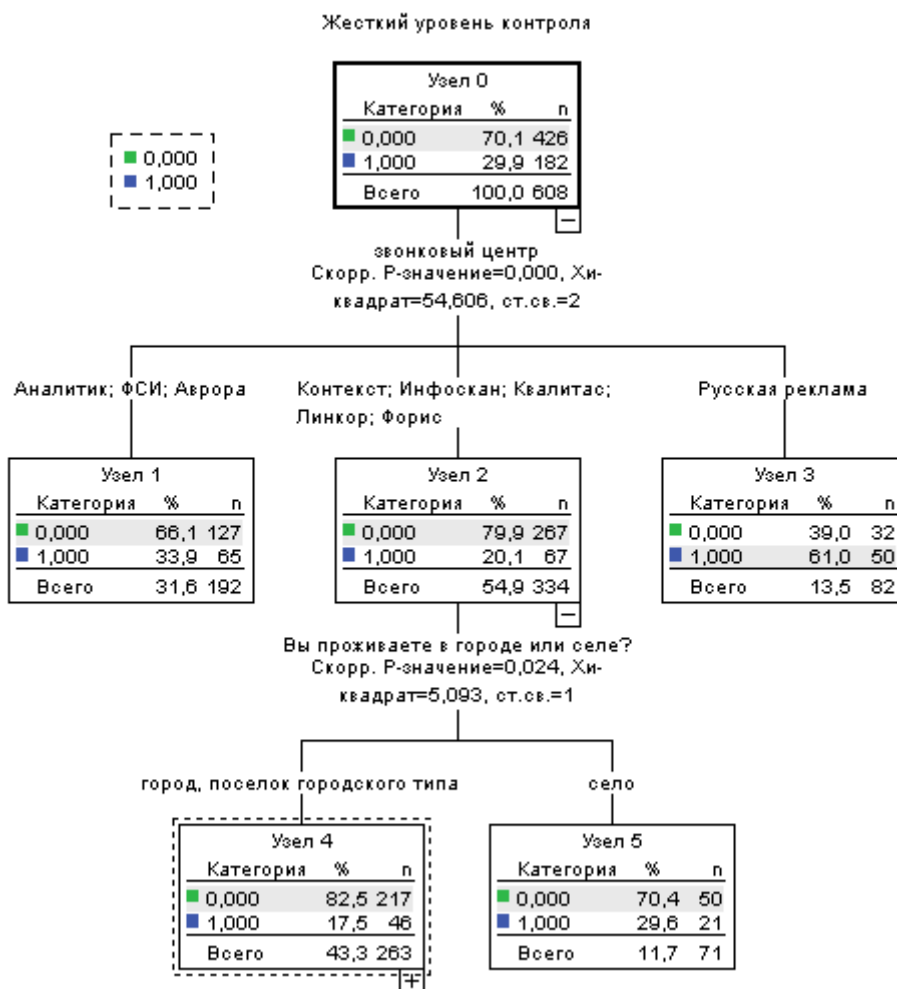 Жесткий уровень контроля
Узел 0
Категория % n
0,000 70,1 426
1,000 29,9 182
Всего 100,0 608
0,000
1,000
звонковый центр
Скорр. Р-значение=0,000, Хи-
квадрат=54,606, ст.св.=2
Аналитик; ФСИ; Аврора
Контекст; Инфоскан; Квалитас;
Линкор; Форис
Русская реклама
Узел 1
Категория % n
0,000 66,1 127
1,000 33,9 65
Всего 31,6 192
Узел 2
Категория % n
0,000 79,9 267
1,000 20,1 67
Всего 54,9 334
Узел 3
Категория % n
0,000 39,0 32
1,000 61,0 50
Всего 13,5 82
Вы проживаете в городе или селе?
Скорр. Р-значение=0,024, Хи-
квадрат=5,093, ст.св.=1
город, поселок городского типа
село
Узел 4
Категория % n
0,000 82,5 217
1,000 17,5 46
Всего 43,3 263
Узел 5
Категория % n
0,000 70,4 50
1,000 29,6 21
Всего 11,7 71